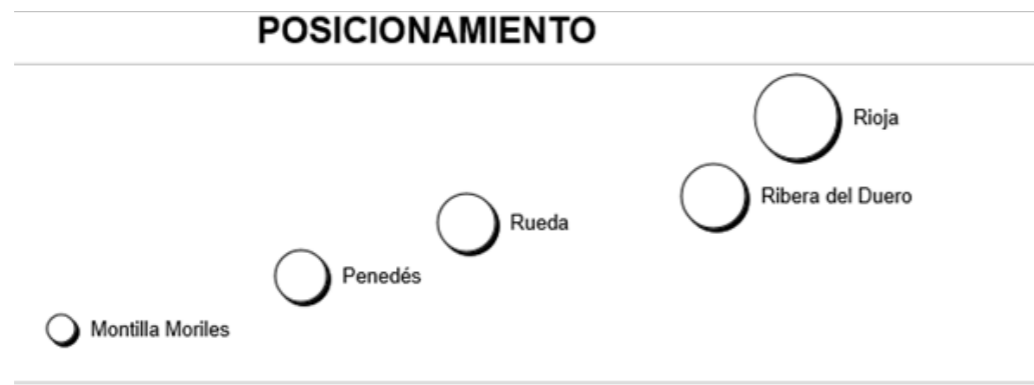 POSICIONAMIENTO
Rioja
Ribera del Duero
Rueda
Penedés
Montilla Moriles